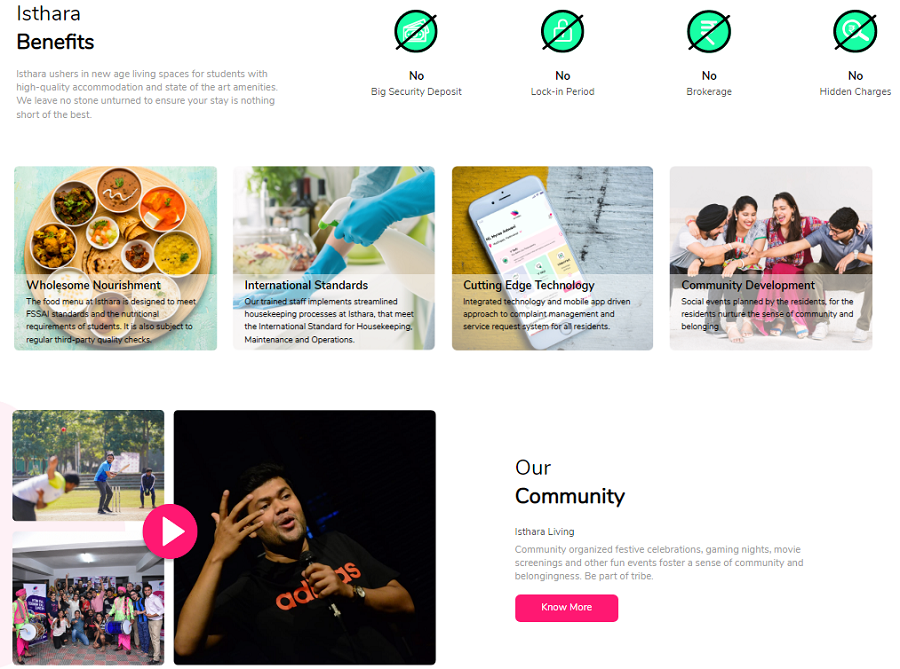 Isthara
Benefits
Isthara ushers in new age living spaces for students with
high-quality accommodation and state of the art amenities.
We leave no stone unturned to ensure your stay is nothing
short of the best.
No
Big Security Deposit
No
Lock-in Period
No
Brokerage
No
Hidden Charges
Wholesome Nourishment
The food menu at Isthara is designed to meet
FSSAI standards and the nutritional
requirements of students. It is also subject to
regular third-party quality checks.
International Standards
Our trained staff implements streamlined
housekeeping processes at Isthara, that meet
the International Standard for Housekeeping,
Maintenance and Operations.
Cutting Edge Technology
Integrated technology and mobile app driven
approach to complaint management and
service request system for all residents.
Community Development
Social events planned by the residents, for the
residents nurture the sense of community and
belonging.
adidas
Our
Community
Isthara Living
Community organized festive celebrations, gaming nights, movie
screenings and other fun events foster a sense of community and
belongingness. Be part of tribe.
Know More